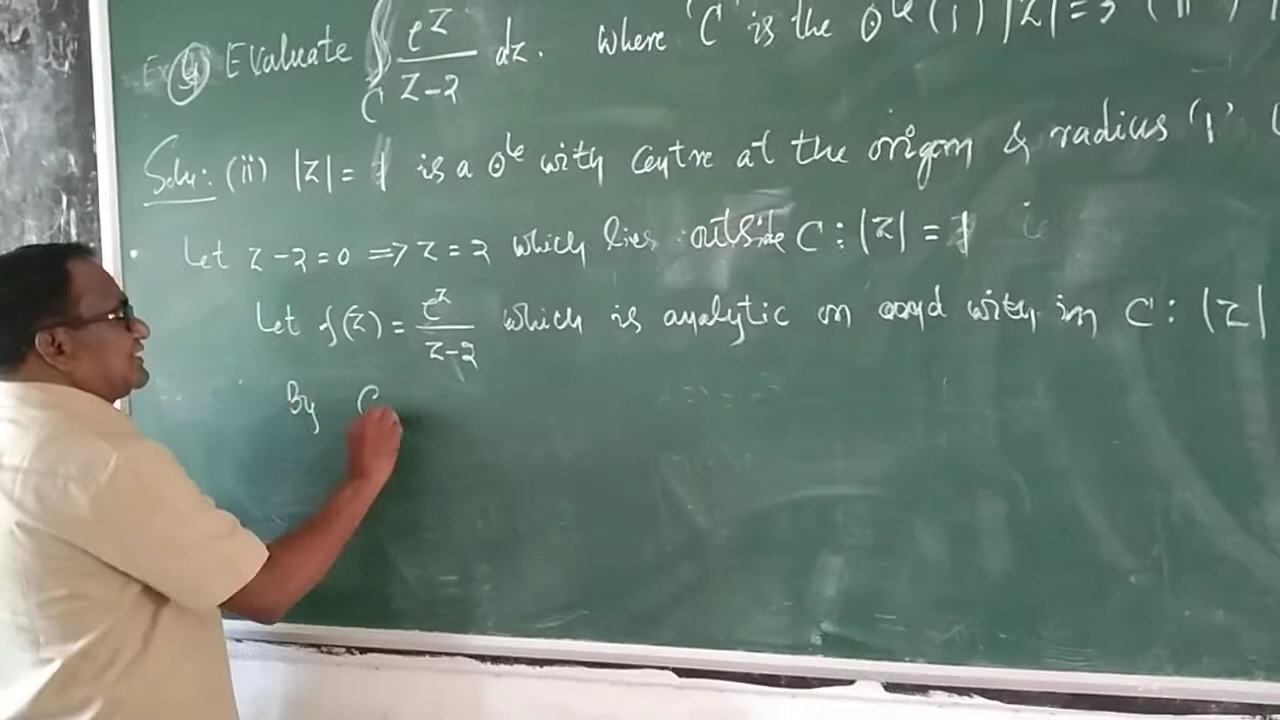 Ex ④ Evaluate ∮_C e^z/(z-2) dz. Where 'C' is the ⊙le (i) |z|=3 (ii)
Soln: (ii) |z| = 1 is a ⊙le with centre at the origin & radius '1' (
Let z-2=0 ⇒ z=2 which lies outside C: |z| = 1 ie
Let f(z) = e^z/(z-2) which is analytic on and with in C: |z|
By C